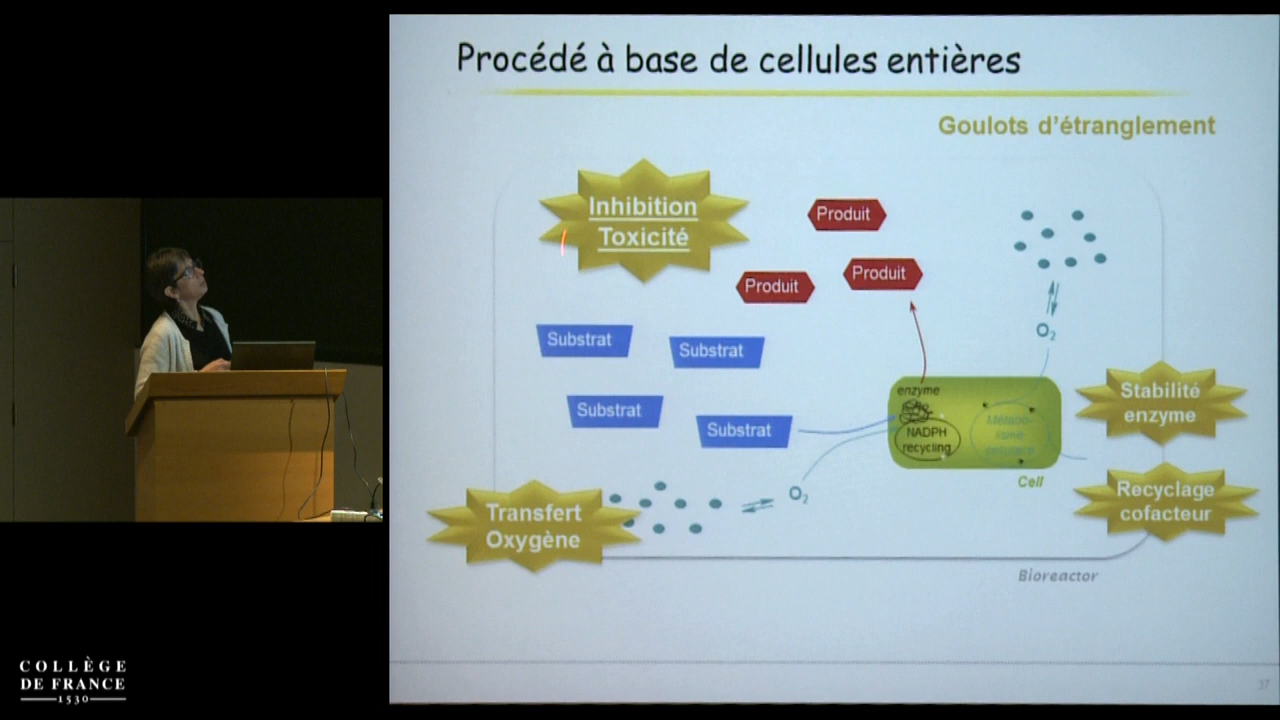 Procédé à base de cellules entières
Goulots d'étranglement
Inhibition
Toxicité
Produit
Produit
Produit
Substrat
Substrat
Substrat
Substrat
O2
O2
enzyme
NADPH
recycling
Cell
Stabilité
enzyme
Recyclage
cofacteur
Transfert
Oxygène
Bioreactor
37
COLLÈGE
DE FRANCE
1530